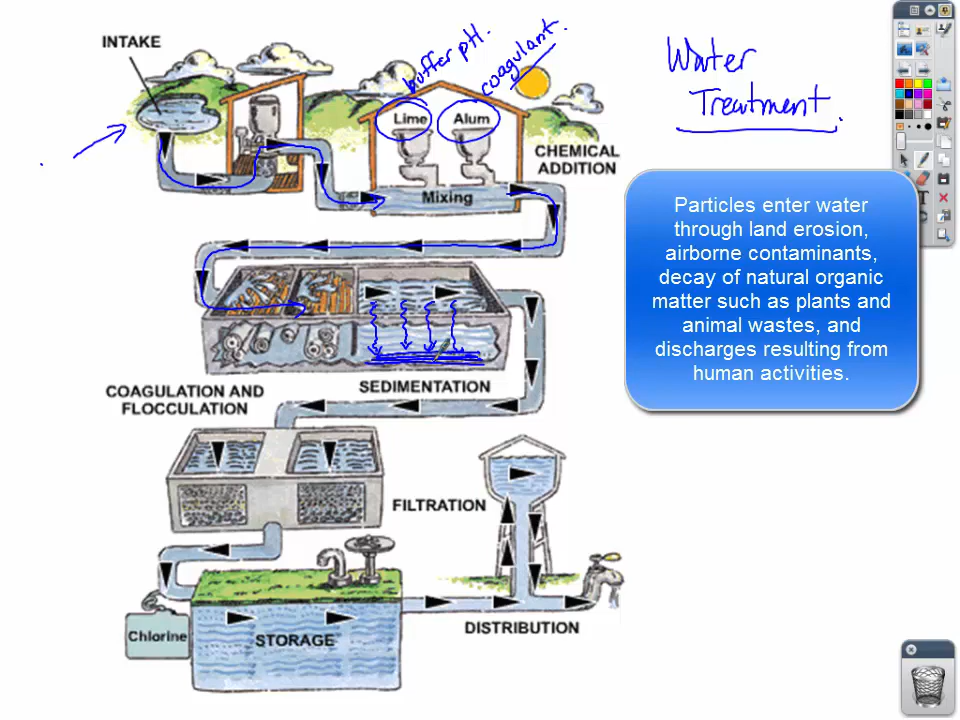 INTAKE
buffer pH.
coagulant.
Water
Treatment.
Lime
Alum
CHEMICAL
ADDITION
Mixing
Particles enter water
through land erosion,
airborne contaminants,
decay of natural organic
matter such as plants and
animal wastes, and
discharges resulting from
human activities.
COAGULATION AND
FLOCCULATION
SEDIMENTATION
FILTRATION
Chlorine
STORAGE
DISTRIBUTION